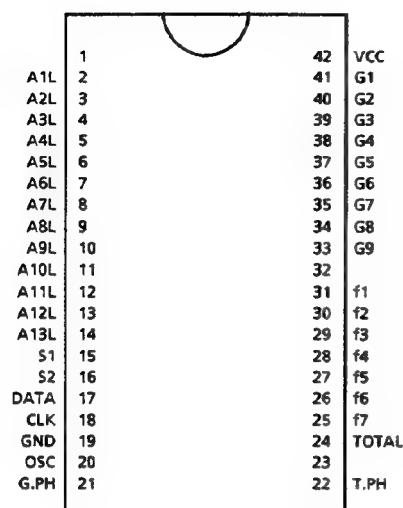 1 42 VCC
A1L 2 41 G1
A2L 3 40 G2
A3L 4 39 G3
A4L 5 38 G4
A5L 6 37 G5
A6L 7 36 G6
A7L 8 35 G7
A8L 9 34 G8
A9L 10 33 G9
A10L 11 32
A11L 12 31 f1
A12L 13 30 f2
A13L 14 29 f3
S1 15 28 f4
S2 16 27 f5
DATA 17 26 f6
CLK 18 25 f7
GND 19 24 TOTAL
OSC 20 23
G.PH 21 22 T.PH